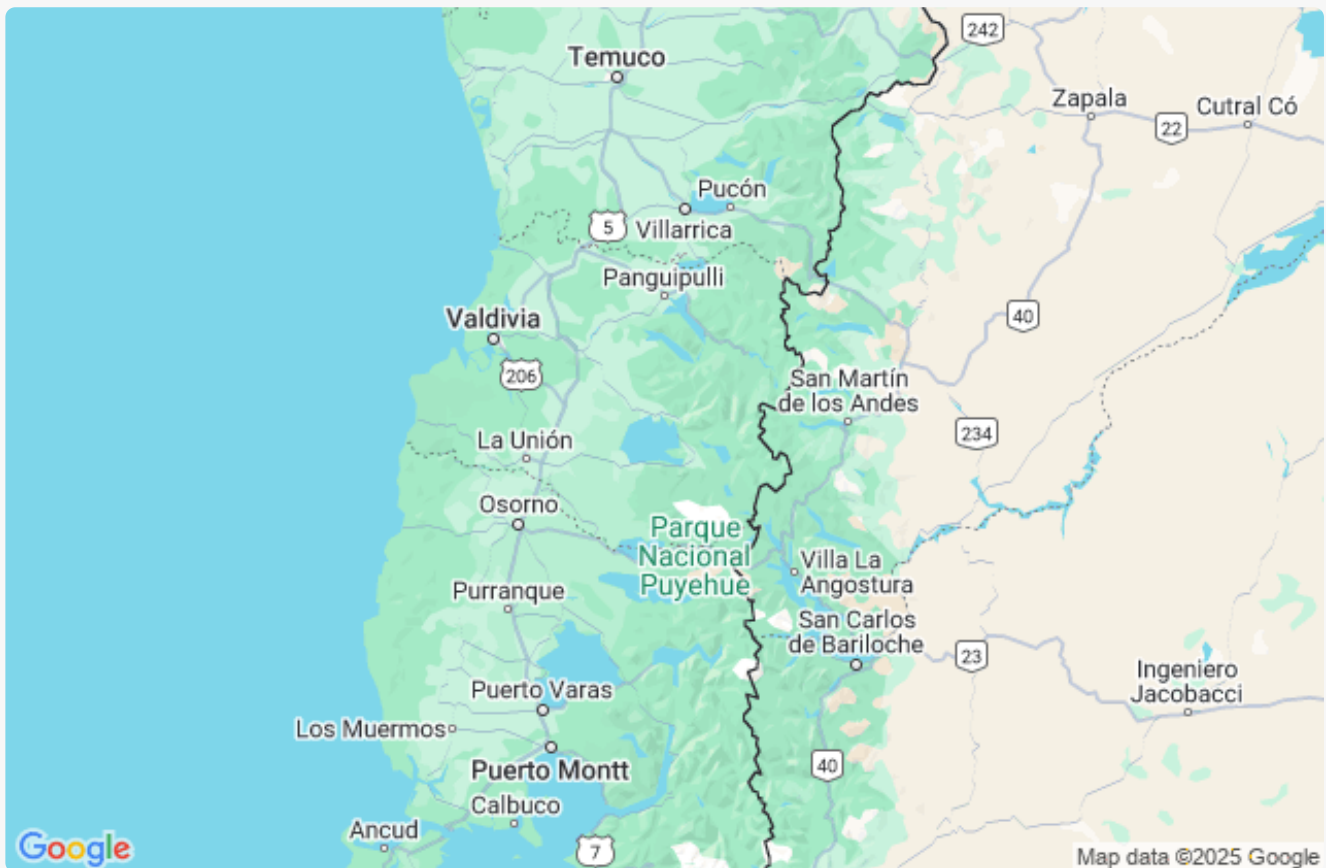 242
Temuco
Zapala
Cutral Có
22
Pucón
5
Villarrica
Panguipulli
Valdivia
40
206
San Martín
de los Andes
La Unión
234
Osorno
Parque
Nacional
Puyehue
Villa La
Angostura
Purranque
San Carlos
de Bariloche
23
Ingeniero
Jacobacci
Puerto Varas
Los Muermos
Puerto Montt
40
Calbuco
Ancud
7
Google
Map data ©2025 Google